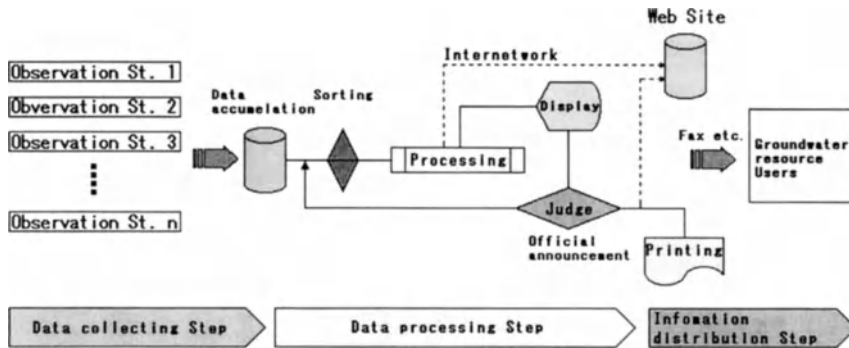 Web Site
Internetwork
Observation St. 1
Obvervation St. 2
Observation St. 3
Observation St. n
Data
accumelation
Sorting
Processing
Display
Judge
Official
announcement
Printing
Fax etc.
Groundwater
resource
Users
Data collecting Step
Data processing Step
Infomation
distribution Step